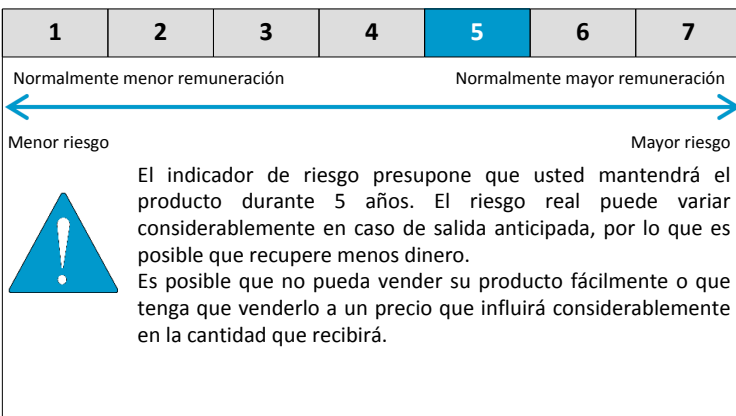 1 2 3 4 5 6 7
Normalmente menor remuneración Normalmente mayor remuneración
Menor riesgo Mayor riesgo
El indicador de riesgo presupone que usted mantendrá el
producto durante 5 años. El riesgo real puede variar
considerablemente en caso de salida anticipada, por lo que es
posible que recupere menos dinero.
Es posible que no pueda vender su producto fácilmente o que
tenga que venderlo a un precio que influirá considerablemente
en la cantidad que recibirá.